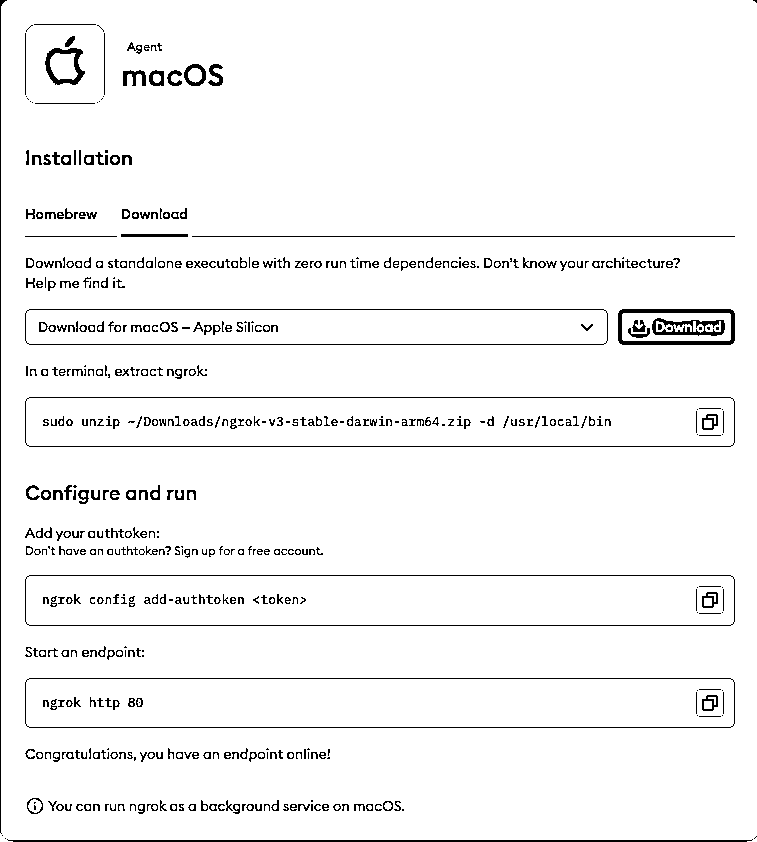 Agent
macOS
Installation
Homebrew Download
Download a standalone executable with zero run time dependencies. Don't know your architecture?
Help me find it.
Download for macOS – Apple Silicon Download
In a terminal, extract ngrok:
sudo unzip ~/Downloads/ngrok-v3-stable-darwin-arm64.zip -d /usr/local/bin
Configure and run
Add your authtoken:
Don't have an authtoken? Sign up for a free account.
ngrok config add-authtoken <token>
Start an endpoint:
ngrok http 80
Congratulations, you have an endpoint online!
You can run ngrok as a background service on macOS.